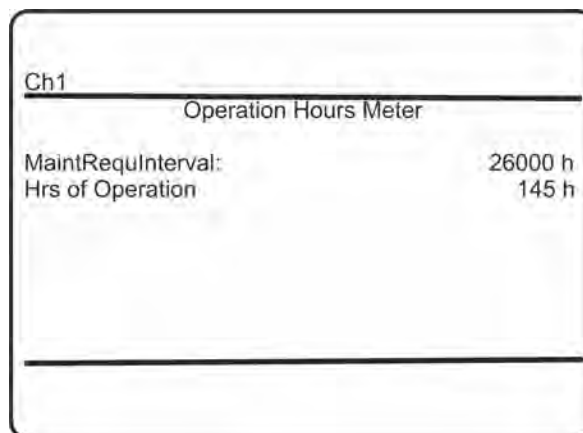 Ch1
Operation Hours Meter
MaintRequInterval: 26000 h
Hrs of Operation 145 h